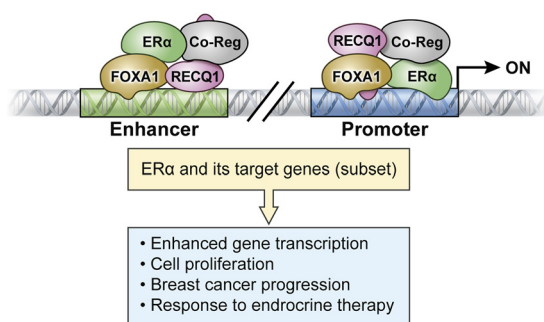 ERα
Co-Reg
FOXA1
RECQ1
Enhancer
RECQ1
Co-Reg
FOXA1
ERα
ON
Promoter
ERα and its target genes (subset)
• Enhanced gene transcription
• Cell proliferation
• Breast cancer progression
• Response to endocrine therapy